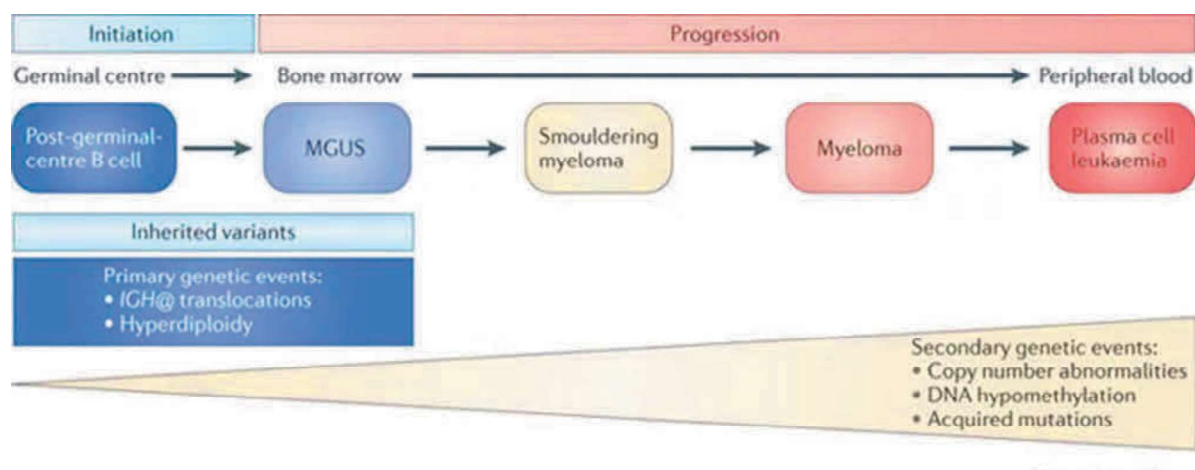 Initiation
Progression
Germinal centre
Bone marrow
Peripheral blood
Post-germinal-
centre B cell
MGUS
Smouldering
myeloma
Myeloma
Plasma cell
leukaemia
Inherited variants
Primary genetic events:
• IGH@ translocations
• Hyperdiploidy
Secondary genetic events:
• Copy number abnormalities
• DNA hypomethylation
• Acquired mutations